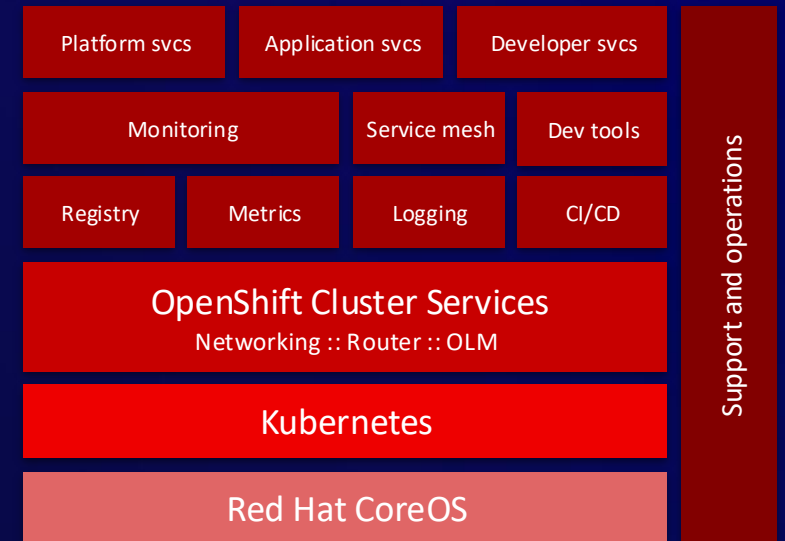 Platform svcs
Application svcs
Developer svcs
Monitoring
Service mesh
Dev tools
Registry
Metrics
Logging
CI/CD
OpenShift Cluster Services
Networking :: Router :: OLM
Kubernetes
Red Hat CoreOS
Support and operations